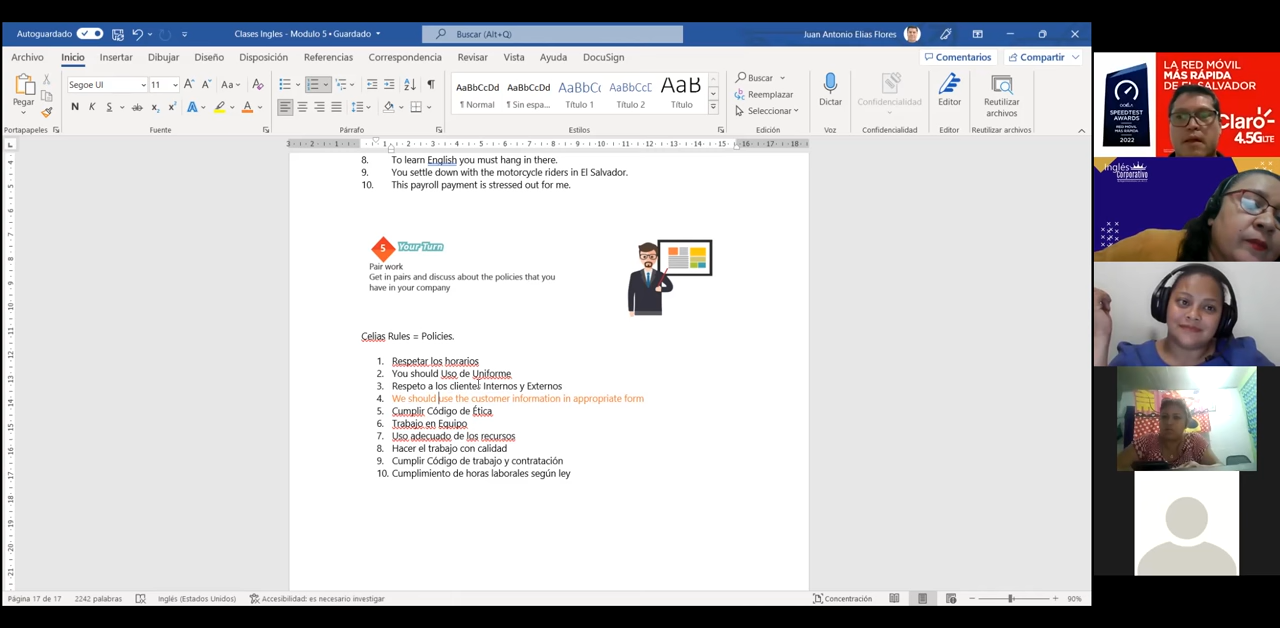 Autoguardado
Clases Ingles - Modulo 5 • Guardado
Buscar (Alt+Q)
Juan Antonio Elias Flores
Archivo Inicio Insertar Dibujar Diseño Disposición Referencias Correspondencia Revisar Vista Ayuda DocuSign
Comentarios Compartir
Segoe UI 11
Pegar
AaBbCcDd AaBbCcDd AaBbCc AaBbCcD AaB
¶ Normal ¶ Sin espa... Título 1 Título 2 Título
Buscar
Reemplazar
Seleccionar
Dictar
Confidencialidad
Editor
Reutilizar archivos
Portapapeles Fuente Párrafo Estilos Edición Voz Confidencialidad Editor Reutilizar archivos
8. To learn English you must hang in there.
9. You settle down with the motorcycle riders in El Salvador.
10. This payroll payment is stressed out for me.
5 Your Turn
Pair work
Get in pairs and discuss about the policies that you
have in your company
Celias Rules = Policies.
1. Respetar los horarios
2. You should Uso de Uniforme
3. Respeto a los clientes Internos y Externos
4. We should use the customer information in appropriate form
5. Cumplir Código de Ética
6. Trabajo en Equipo
7. Uso adecuado de los recursos
8. Hacer el trabajo con calidad
9. Cumplir Código de trabajo y contratación
10. Cumplimiento de horas laborales según ley
Página 17 de 17 2242 palabras Inglés (Estados Unidos) Accesibilidad: es necesario investigar
Concentración 90%
LA RED MÓVIL
MÁS RÁPIDA
DE EL SALVADOR
SPEEDTEST
AWARDS
2022
Claro
4.5G LTE
Inglés
Corporativo